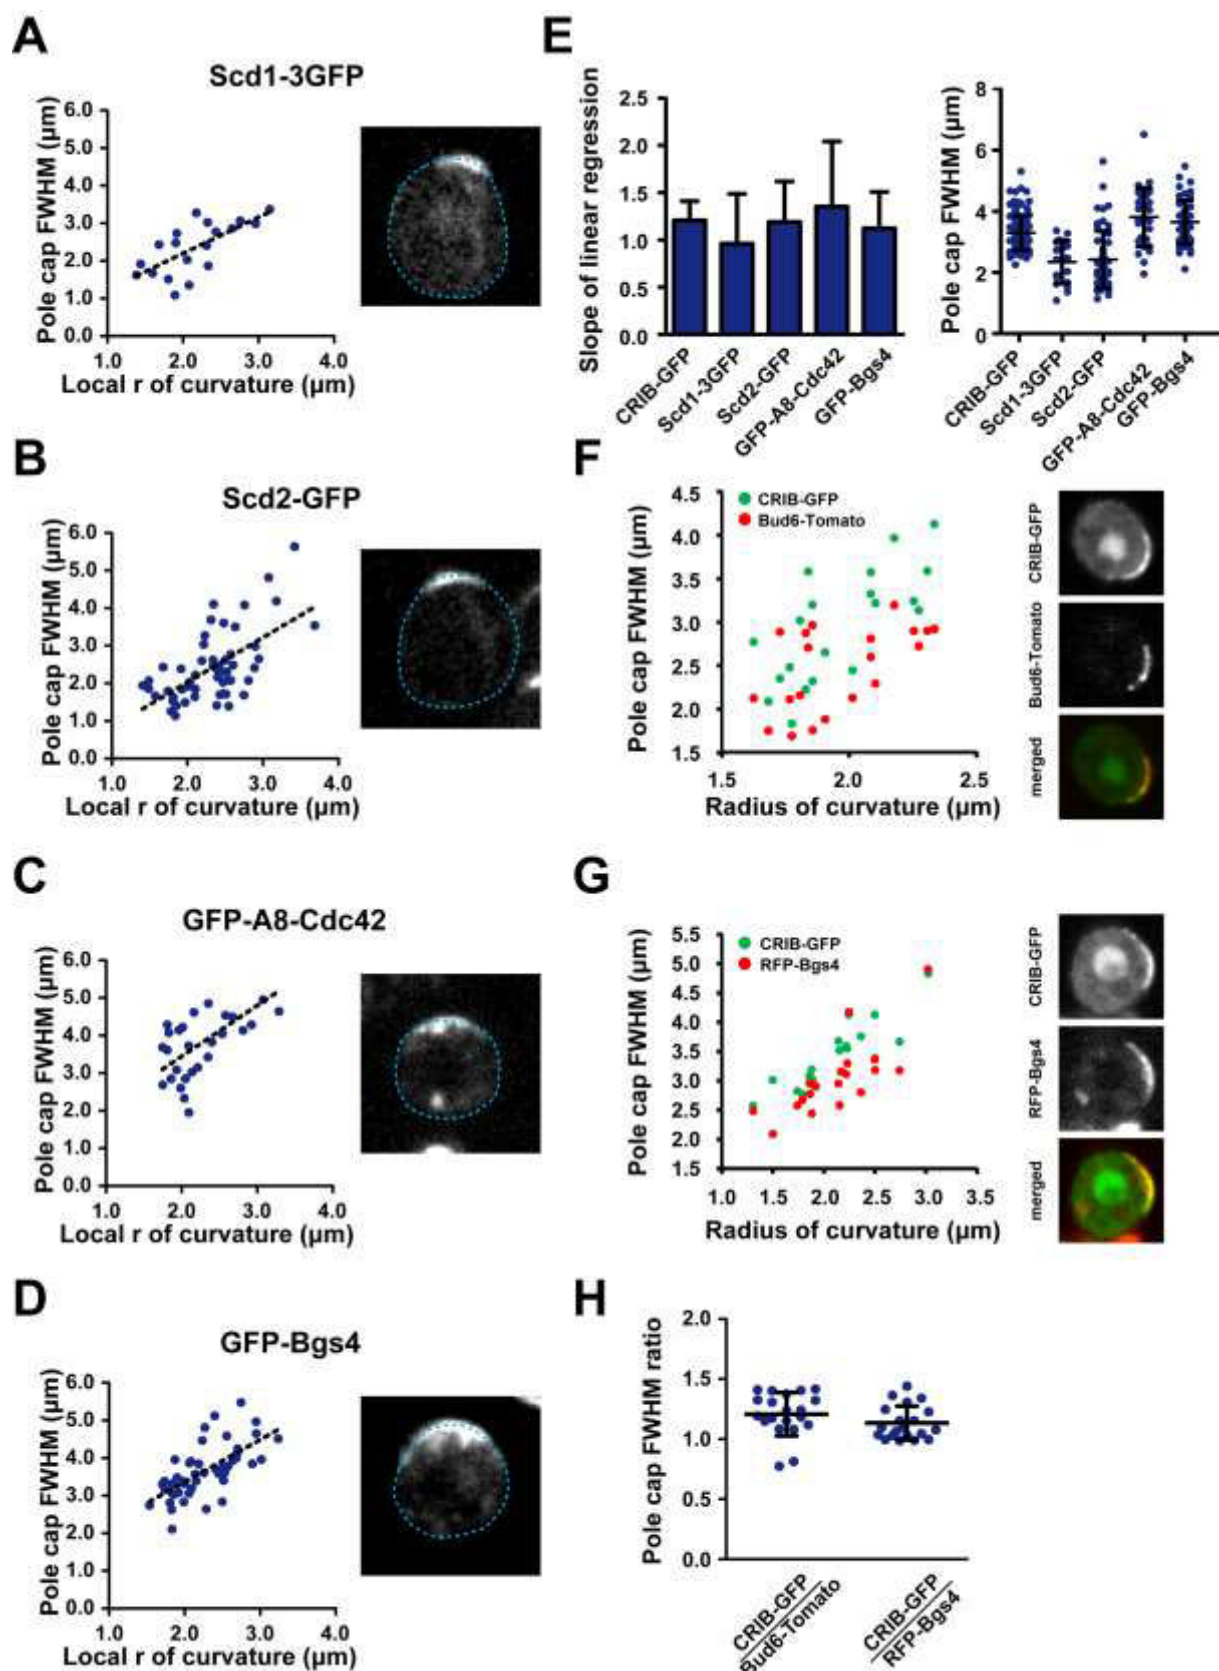 A
Scd1-3GFP
Pole cap FWHM (µm)
6.0
5.0
4.0
3.0
2.0
1.0
0.0
1.0 2.0 3.0 4.0
Local r of curvature (µm)
B
Scd2-GFP
Pole cap FWHM (µm)
6.0
5.0
4.0
3.0
2.0
1.0
0.0
1.0 2.0 3.0 4.0
Local r of curvature (µm)
C
GFP-A8-Cdc42
Pole cap FWHM (µm)
6.0
5.0
4.0
3.0
2.0
1.0
0.0
1.0 2.0 3.0 4.0
Local r of curvature (µm)
D
GFP-Bgs4
Pole cap FWHM (µm)
6.0
5.0
4.0
3.0
2.0
1.0
0.0
1.0 2.0 3.0 4.0
Local r of curvature (µm)
E
Slope of linear regression
2.5
2.0
1.5
1.0
0.5
0.0
CRIB-GFP
Scd1-3GFP
Scd2-GFP
GFP-A8-Cdc42
GFP-Bgs4
Pole cap FWHM (µm)
8
6
4
2
0
CRIB-GFP
Scd1-3GFP
Scd2-GFP
GFP-A8-Cdc42
GFP-Bgs4
F
Pole cap FWHM (µm)
4.5
4.0
3.5
3.0
2.5
2.0
1.5
CRIB-GFP
Bud6-Tomato
1.5 2.0 2.5
Radius of curvature (µm)
CRIB-GFP
Bud6-Tomato
merged
G
Pole cap FWHM (µm)
5.5
5.0
4.5
4.0
3.5
3.0
2.5
2.0
1.5
CRIB-GFP
RFP-Bgs4
1.0 1.5 2.0 2.5 3.0 3.5
Radius of curvature (µm)
CRIB-GFP
RFP-Bgs4
merged
H
Pole cap FWHM ratio
2.0
1.5
1.0
0.5
0.0
CRIB-GFP
Bud6-Tomato
CRIB-GFP
RFP-Bgs4